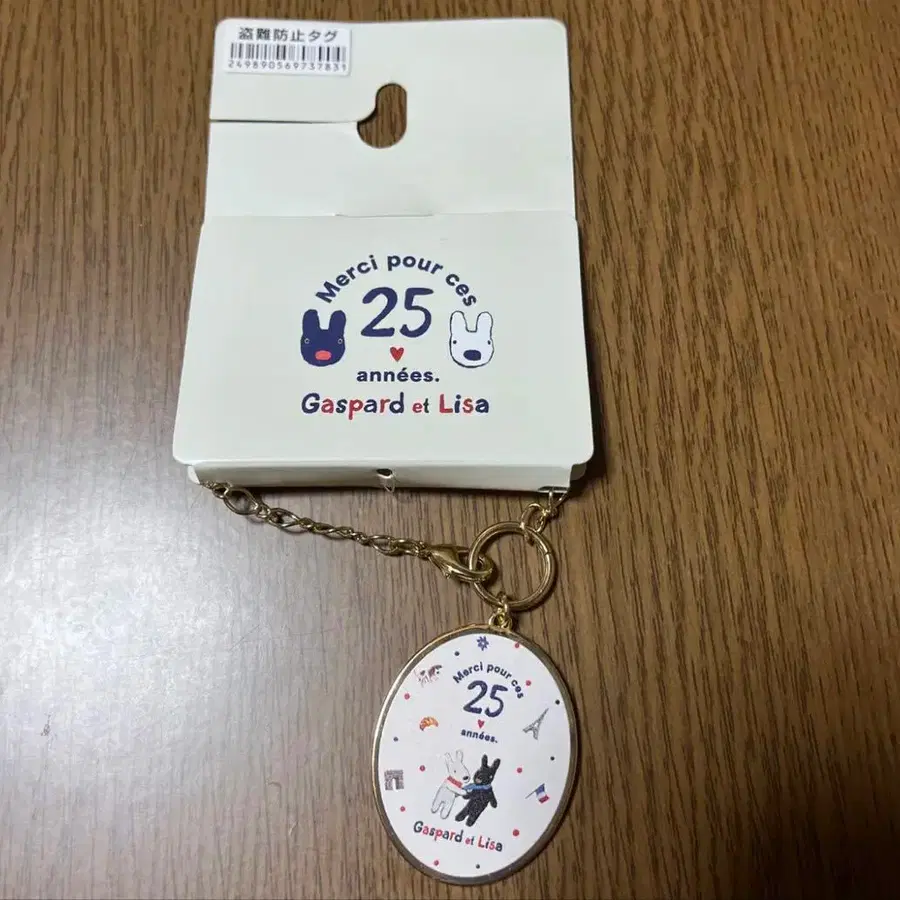 盗難防止タグ
249890569737831
Merci pour ces
25
années.
Gaspard et Lisa
Merci pour ces
25
années.
Gaspard et Lisa